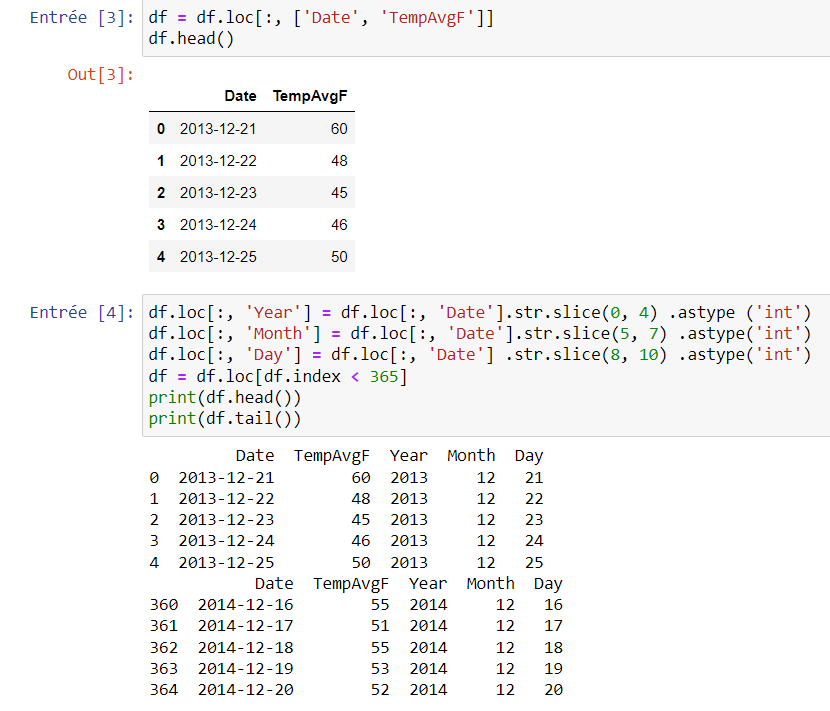 Entrée [3]: df = df.loc[:, ['Date', 'TempAvgF']]
df.head()
Out[3]:
Date TempAvgF
0 2013-12-21 60
1 2013-12-22 48
2 2013-12-23 45
3 2013-12-24 46
4 2013-12-25 50
Entrée [4]: df.loc[:, 'Year'] = df.loc[:, 'Date'].str.slice(0, 4) .astype ('int')
df.loc[:, 'Month'] = df.loc[:, 'Date'].str.slice(5, 7) .astype('int')
df.loc[:, 'Day'] = df.loc[:, 'Date'] .str.slice(8, 10) .astype('int')
df = df.loc[df.index < 365]
print(df.head())
print(df.tail())
Date TempAvgF Year Month Day
0 2013-12-21 60 2013 12 21
1 2013-12-22 48 2013 12 22
2 2013-12-23 45 2013 12 23
3 2013-12-24 46 2013 12 24
4 2013-12-25 50 2013 12 25
Date TempAvgF Year Month Day
360 2014-12-16 55 2014 12 16
361 2014-12-17 51 2014 12 17
362 2014-12-18 55 2014 12 18
363 2014-12-19 53 2014 12 19
364 2014-12-20 52 2014 12 20